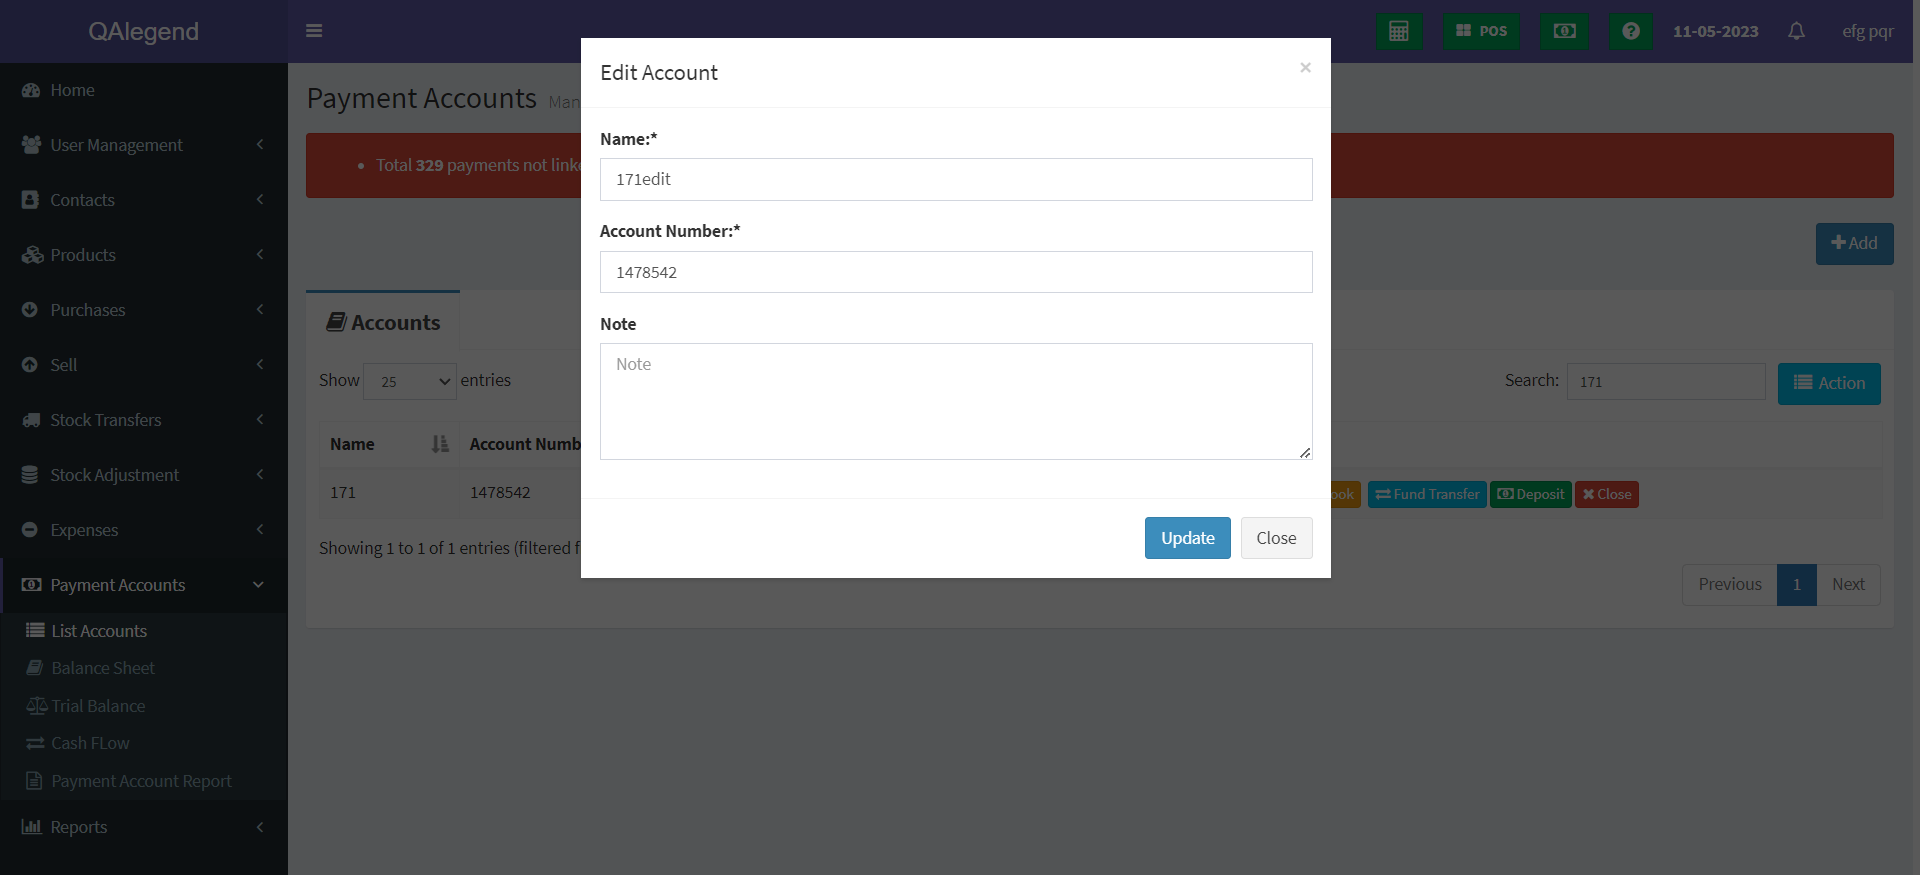 QAlegend
POS
11-05-2023
efg pqr
Home
User Management
Contacts
Products
Purchases
Sell
Stock Transfers
Stock Adjustment
Expenses
Payment Accounts
List Accounts
Balance Sheet
Trial Balance
Cash FLow
Payment Account Report
Reports
Payment Accounts Man
Total 329 payments not link
Add
Accounts
Show 25 entries
Search: 171
Action
Name Account Numb
171 1478542
ook Fund Transfer Deposit Close
Showing 1 to 1 of 1 entries (filtered f
Previous 1 Next
Edit Account
×
Name:*
171edit
Account Number:*
1478542
Note
Note
Update Close